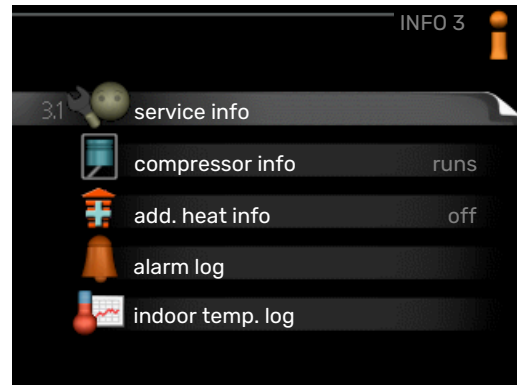 INFO 3
3.1 service info
compressor info runs
add. heat info off
alarm log
indoor temp. log